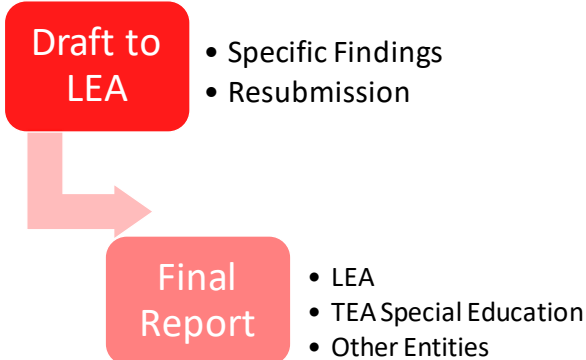 Draft to
LEA
• Specific Findings
• Resubmission
Final
Report
• LEA
• TEA Special Education
• Other Entities